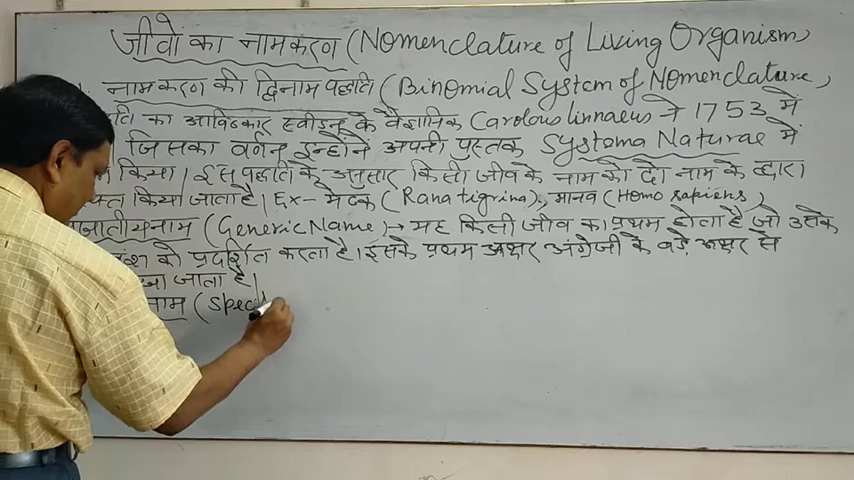 जीवों का नामकरण (Nomenclature of Living Organism)
1. नामकरण की द्विनाम पद्धति (Binomial System of Nomenclature)
का आविष्कार स्वीडन के वैज्ञानिक Carolous linnaeus ने 1753 में
जिसका वर्णन इन्होंने अपनी पुस्तक Systoma Naturae में
किया। इस पद्धति के अनुसार किसी जीव के नाम को दो नाम के द्वारा
किया जाता है। Ex- मेढक (Rana tigrina), मानव (Homo sapiens)
नाम (Generic Name) → यह किसी जीव का प्रथम होता है जो उसके
वंश को प्रदर्शित करता है। इसके प्रथम अक्षर अंग्रेजी के बड़े अक्षर से
जाता है।
नाम (Speci